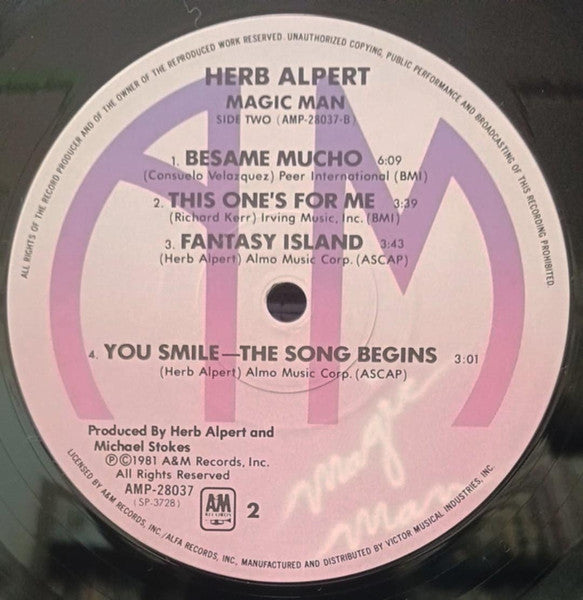 ALL RIGHTS OF THE RECORD PRODUCER AND OF THE OWNER OF THE REPRODUCED WORK RESERVED. UNAUTHORIZED COPYING, PUBLIC PERFORMANCE AND BROADCASTING OF THIS RECORDING PROHIBITED.
HERB ALPERT
MAGIC MAN
SIDE TWO (AMP-28037-B)
1. BESAME MUCHO 6:09
(Consuelo Velazquez) Peer International (BMI)
2. THIS ONE'S FOR ME 3:39
(Richard Kerr) Irving Music, Inc. (BMI)
3. FANTASY ISLAND 3:43
(Herb Alpert) Almo Music Corp. (ASCAP)
4. YOU SMILE—THE SONG BEGINS 3:01
(Herb Alpert) Almo Music Corp. (ASCAP)
Produced By Herb Alpert and
Michael Stokes
Ⓟ©1981 A&M Records, Inc.
All Rights Reserved
AMP-28037
(SP-3728)
A&M
RECORDS
2
Magic
Man
LICENSED BY A&M RECORDS, INC./ALFA RECORDS, INC., MANUFACTURED AND DISTRIBUTED BY VICTOR MUSICAL INDUSTRIES, INC.